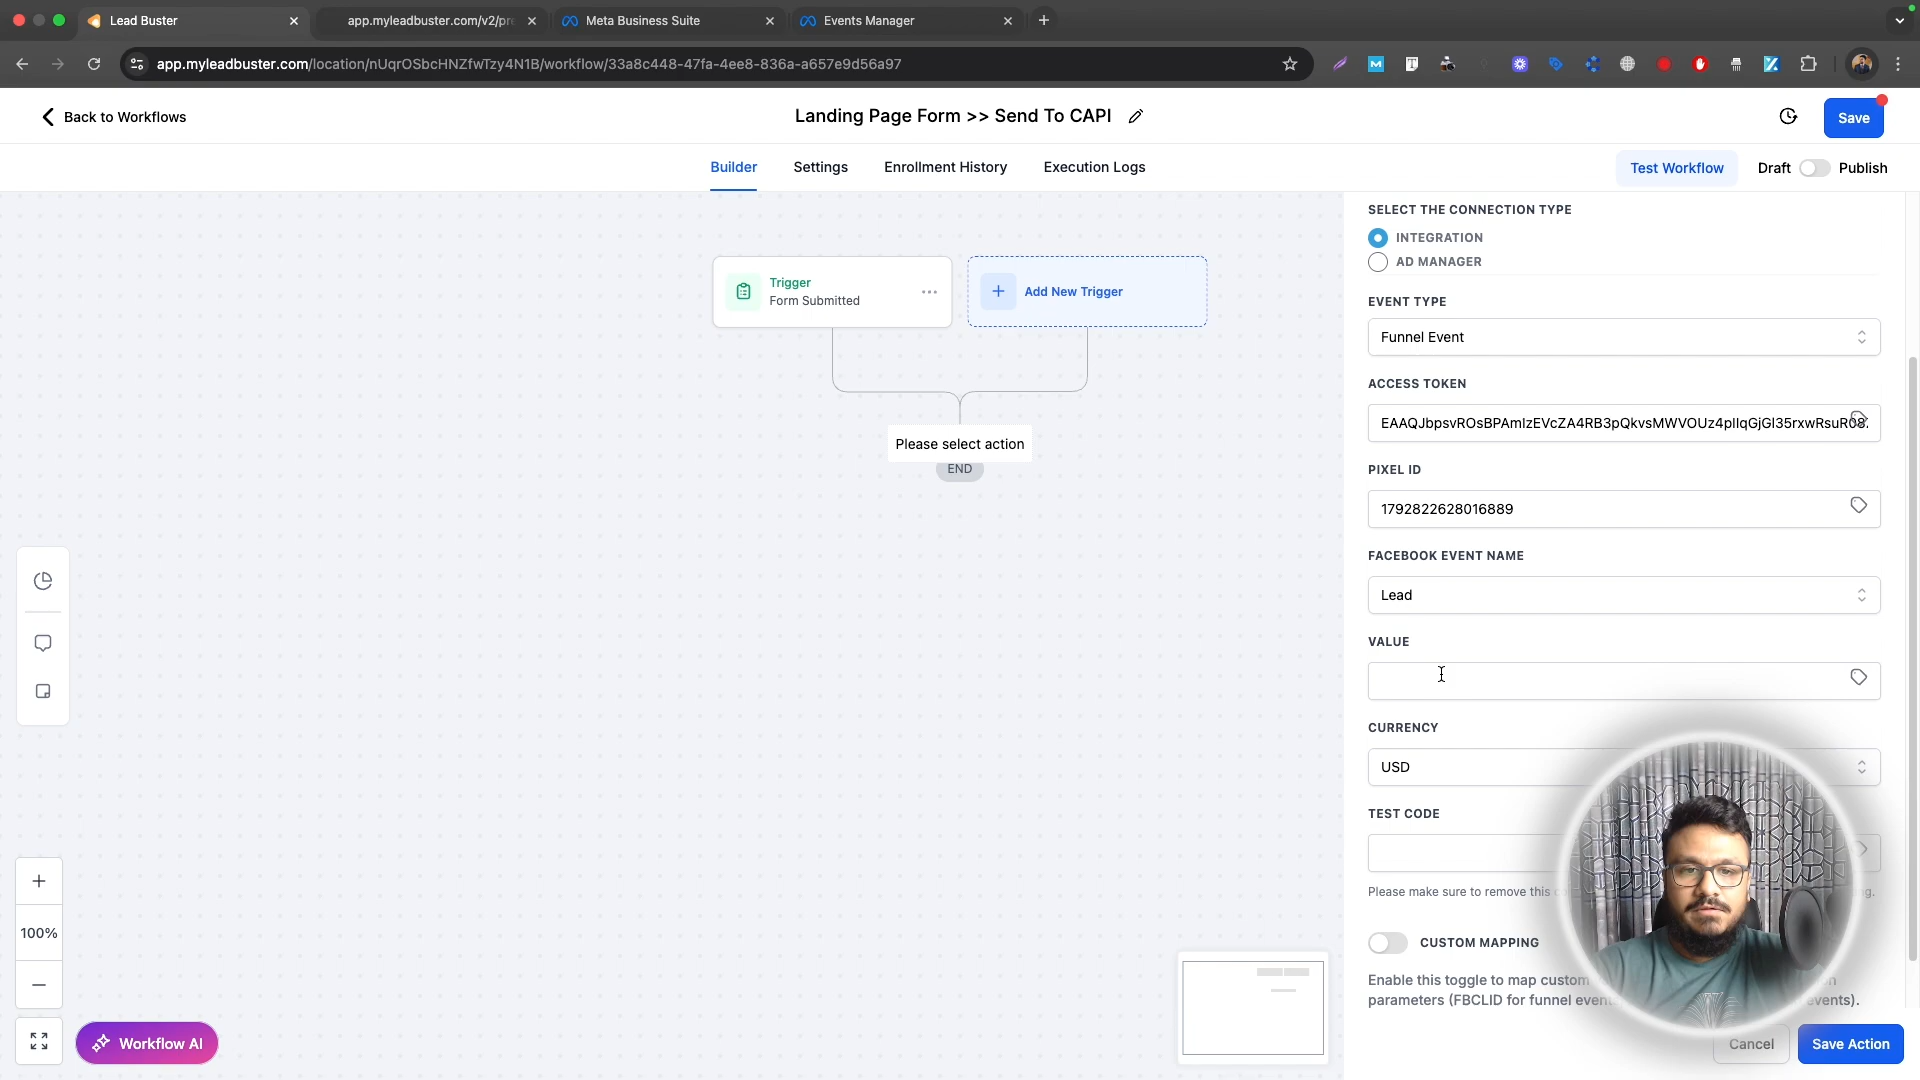 Lead Buster
app.myleadbuster.com/v2/pre
Meta Business Suite
Events Manager
app.myleadbuster.com/location/nUqrOSbcHNZfwTzy4N1B/workflow/33a8c448-47fa-4ee8-836a-a657e9d56a97
Back to Workflows
Landing Page Form >> Send To CAPI
Save
Builder
Settings
Enrollment History
Execution Logs
Test Workflow
Draft
Publish
Trigger
Form Submitted
Add New Trigger
Please select action
END
100%
Workflow AI
SELECT THE CONNECTION TYPE
INTEGRATION
AD MANAGER
EVENT TYPE
Funnel Event
ACCESS TOKEN
EAAQJbpsvROsBPAmIzEVcZA4RB3pQkvsMWVOUz4pIlqGjGl35rxwRsuR08
PIXEL ID
1792822628016889
FACEBOOK EVENT NAME
Lead
VALUE
CURRENCY
USD
TEST CODE
Please make sure to remove this
CUSTOM MAPPING
Enable this toggle to map custom
parameters (FBCLID for funnel event events).
Cancel
Save Action